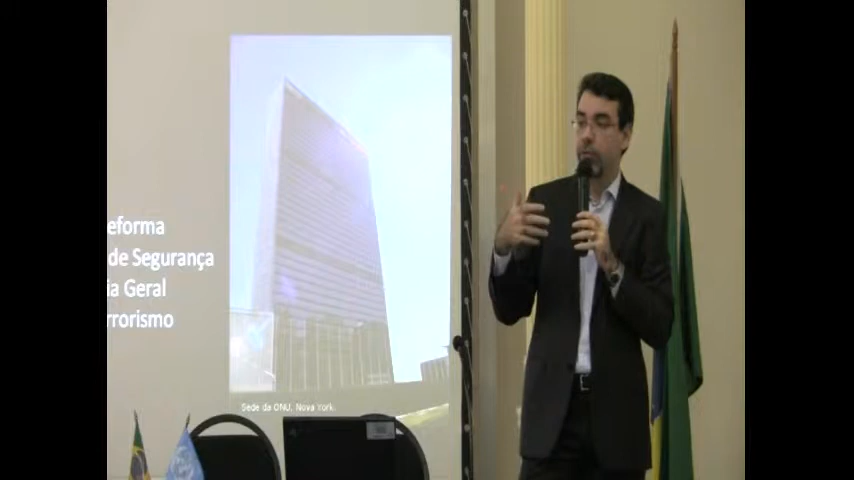 eforma
de Segurança
ia Geral
rrorismo
Sede da ONU, Nova York.